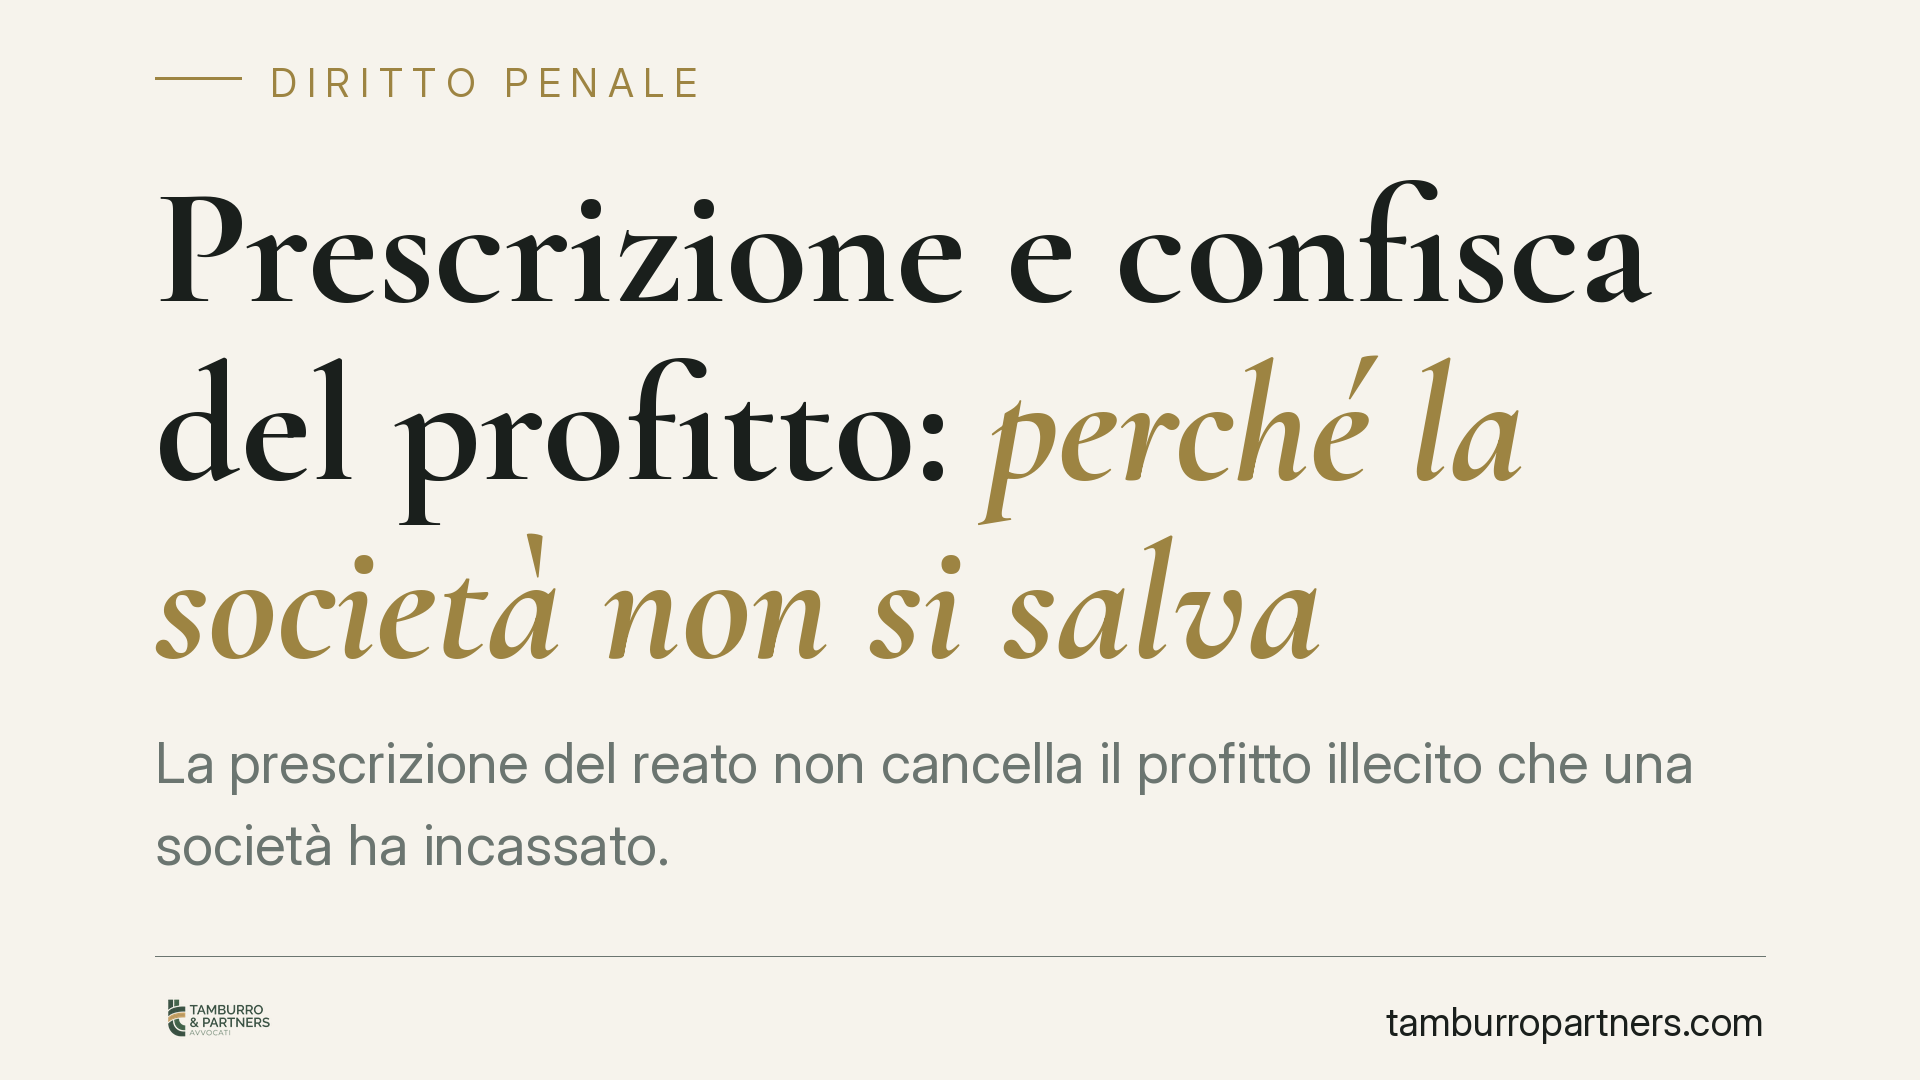 DIRITTO PENALE
Prescrizione e confisca
del profitto: perché la
società non si salva
La prescrizione del reato non cancella il profitto illecito che una
società ha incassato.
TAMBURRO
& PARTNERS
AVVOCATI
tamburropartners.com